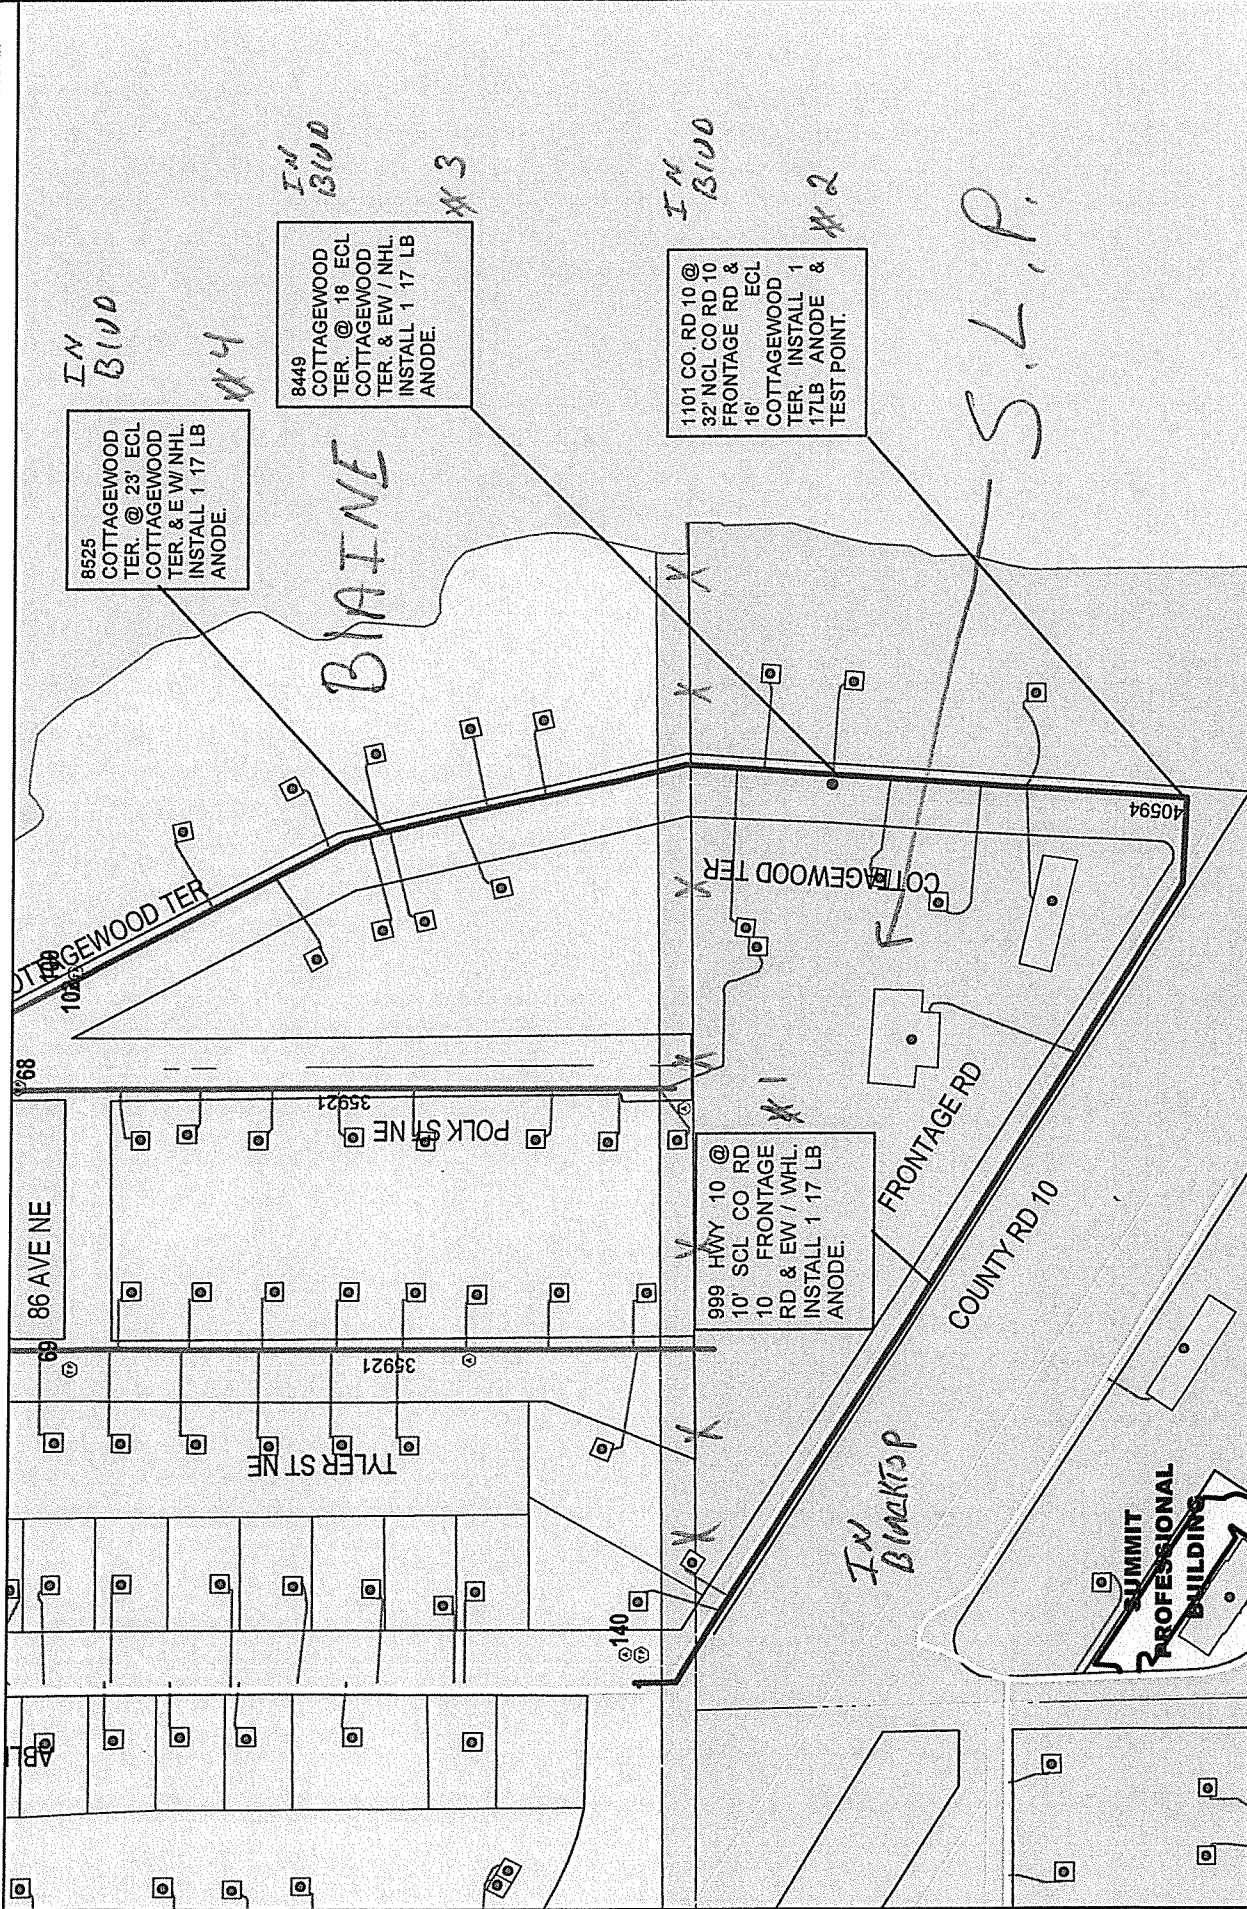 IN
BIVD
#4
8525
COTTAGEWOOD
TER. @ 23' ECL
COTTAGEWOOD
TER. & E W/ NHL.
INSTALL 1 17 LB
ANODE.
IN
BIVD
#3
8449
COTTAGEWOOD
TER. @ 18 ECL
COTTAGEWOOD
TER. & EW / NHL.
INSTALL 1 17 LB
ANODE.
BlAINE
IN
BIVD
#2
1101 CO. RD 10 @
32' NCL CO RD 10
FRONTAGE RD &
16' ECL
COTTAGEWOOD
TER. INSTALL 1
17LB ANODE &
TEST POINT.
S.L.P.
COTTAGEWOOD TER
COTTAGEWOOD TER
40594
68
35921
POLK ST NE
86 AVE NE
69
35921
TYLER ST NE
#1
999 HWY 10 @
10' SCL CO RD
10 FRONTAGE
RD & EW / WHL.
INSTALL 1 17 LB
ANODE.
FRONTAGE RD
COUNTY RD 10
IN
BlackTop
140
SUMMIT
PROFESSIONAL
BUILDING